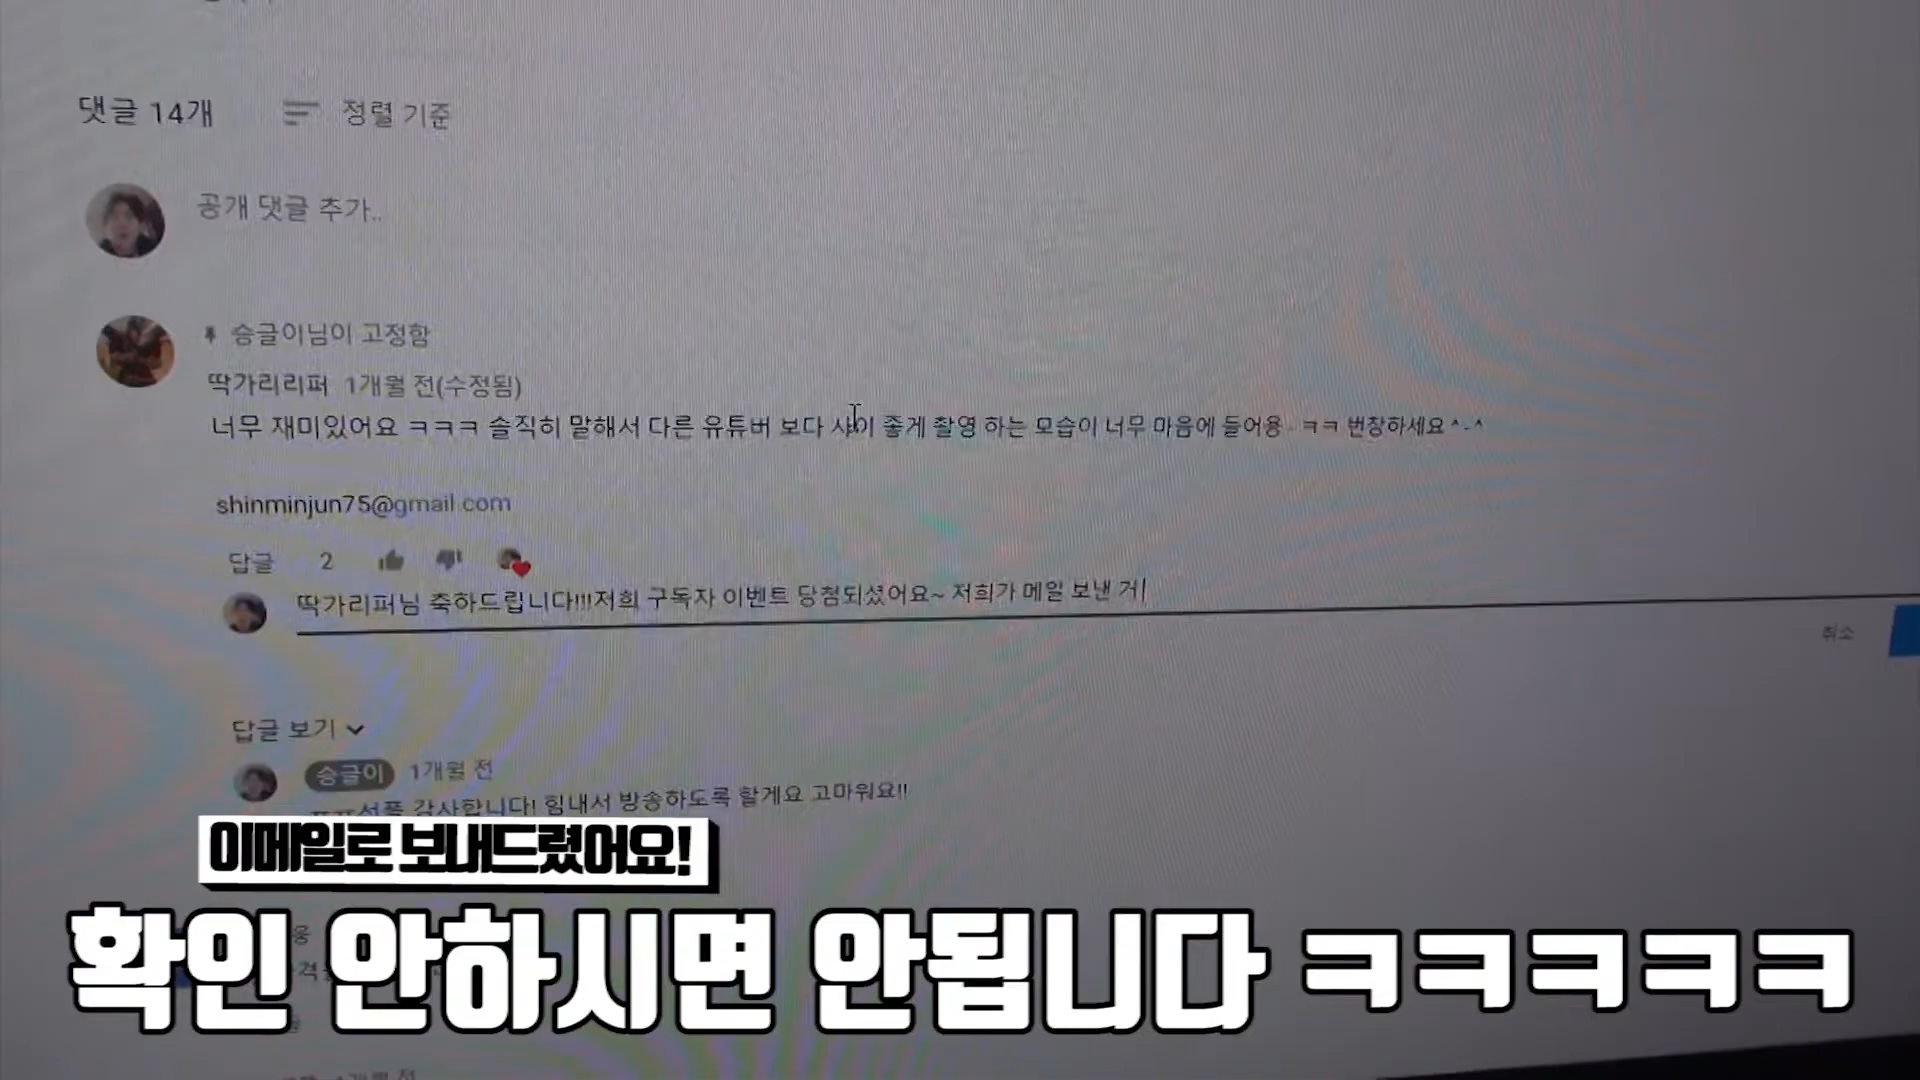 댓글 14개
정렬 기준
공개 댓글 추가..
승글이님이 고정함
딱가리리퍼 1개월 전(수정됨)
너무 재미있어요 ㅋㅋㅋ 솔직히 말해서 다른 유튜버 보다 사이 좋게 촬영 하는 모습이 너무 마음에 들어용 ㅋㅋ 번창하세요^-^
shinminjun75@gmail.com
답글 2
딱가리퍼님 축하드립니다!!!저희 구독자 이벤트 당첨되셨어요~ 저희가 메일 보낸 거
취소
답글 보기
승글이 1개월 전
선플 감사합니다! 힘내서 방송하도록 할게요 고마워요!!
이메일로 보내드렸어요!
확인 안하시면 안됩니다 ㅋㅋㅋㅋㅋ